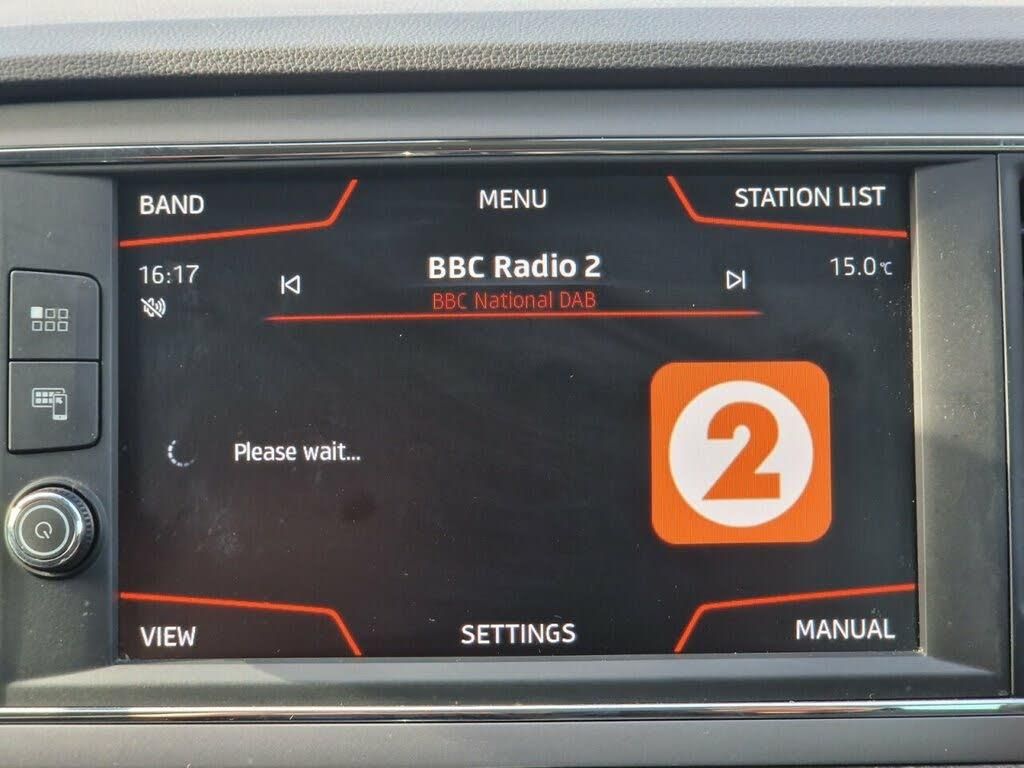 BAND
MENU
STATION LIST
16:17
BBC Radio 2
15.0°C
BBC National DAB
Please wait...
2
VIEW
SETTINGS
MANUAL